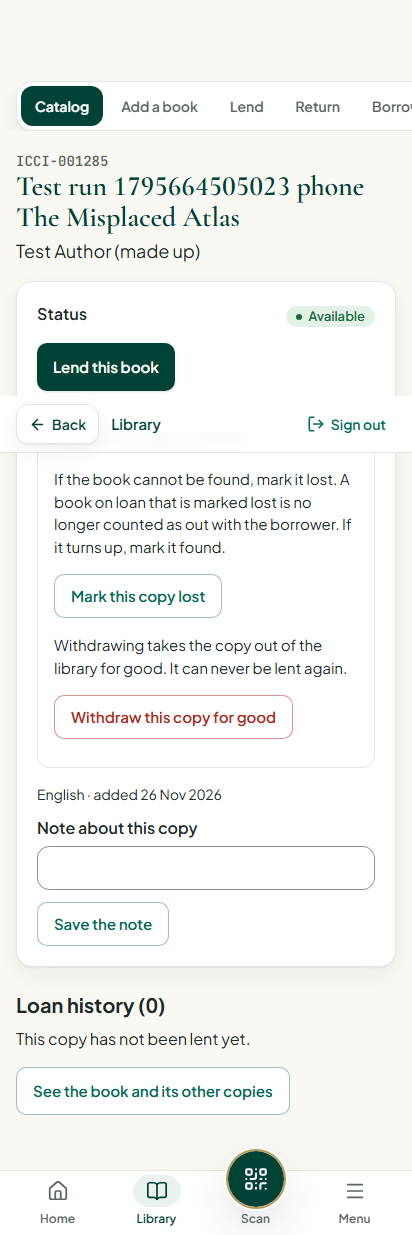 Catalog Add a book Lend Return
ICCI-001285
Test run 1795664505023 phone
The Misplaced Atlas
Test Author (made up)
Status Available
Lend this book
Back Library Sign out
If the book cannot be found, mark it lost. A
book on loan that is marked lost is no
longer counted as out with the borrower. If
it turns up, mark it found.
Mark this copy lost
Withdrawing takes the copy out of the
library for good. It can never be lent again.
Withdraw this copy for good
English · added 26 Nov 2026
Note about this copy
Save the note
Loan history (0)
This copy has not been lent yet.
See the book and its other copies
Home Library Scan Menu